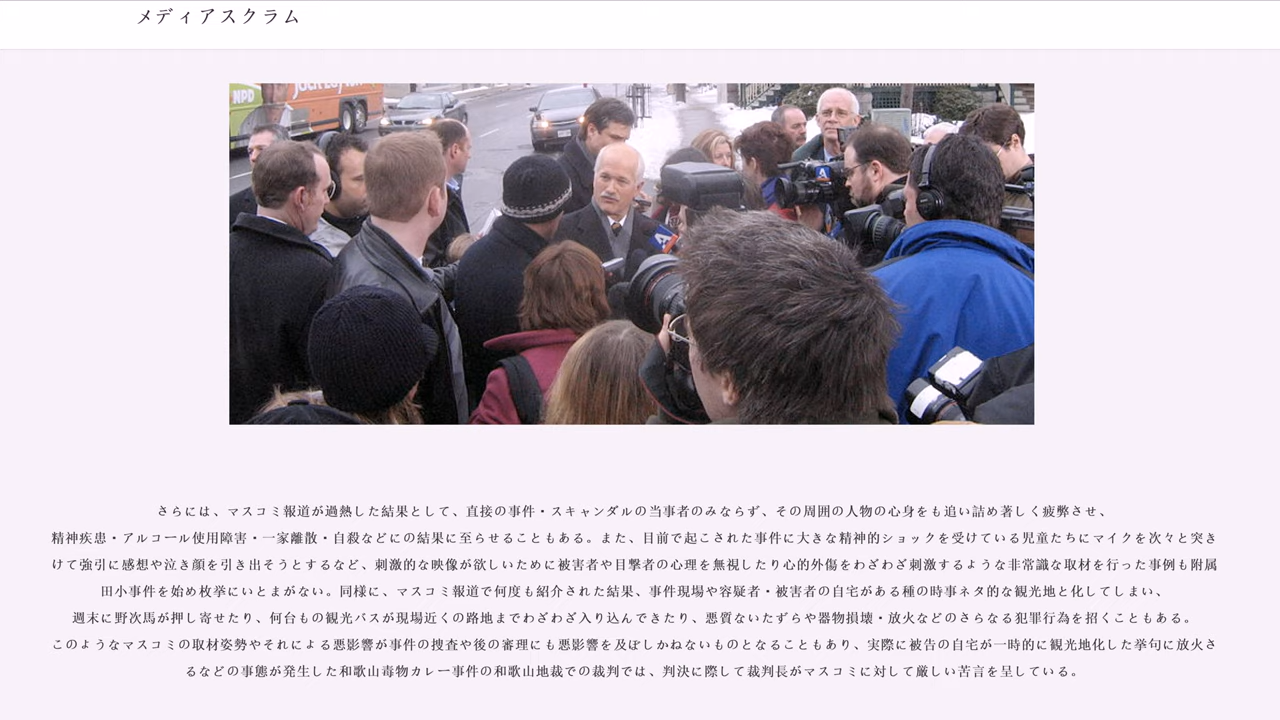 メディアスクラム
NPD
さらには、マスコミ報道が過熱した結果として、直接の事件・スキャンダルの当事者のみならず、その周囲の人物の心身をも追い詰め著しく疲弊させ、
精神疾患・アルコール使用障害・一家離散・自殺などにの結果に至らせることもある。また、目前で起こされた事件に大きな精神的ショックを受けている児童たちにマイクを次々と突き
けて強引に感想や泣き顔を引き出そうとするなど、刺激的な映像が欲しいために被害者や目撃者の心理を無視したり心的外傷をわざわざ刺激するような非常識な取材を行った事例も附属
田小事件を始め枚挙にいとまがない。同様に、マスコミ報道で何度も紹介された結果、事件現場や容疑者・被害者の自宅がある種の時事ネタ的な観光地と化してしまい、
週末に野次馬が押し寄せたり、何台もの観光バスが現場近くの路地までわざわざ入り込んできたり、悪質ないたずらや器物損壊・放火などのさらなる犯罪行為を招くこともある。
このようなマスコミの取材姿勢やそれによる悪影響が事件の捜査や後の審理にも悪影響を及ぼしかねないものとなることもあり、実際に被告の自宅が一時的に観光地化した挙句に放火さ
るなどの事態が発生した和歌山毒物カレー事件の和歌山地裁での裁判では、判決に際して裁判長がマスコミに対して厳しい苦言を呈している。